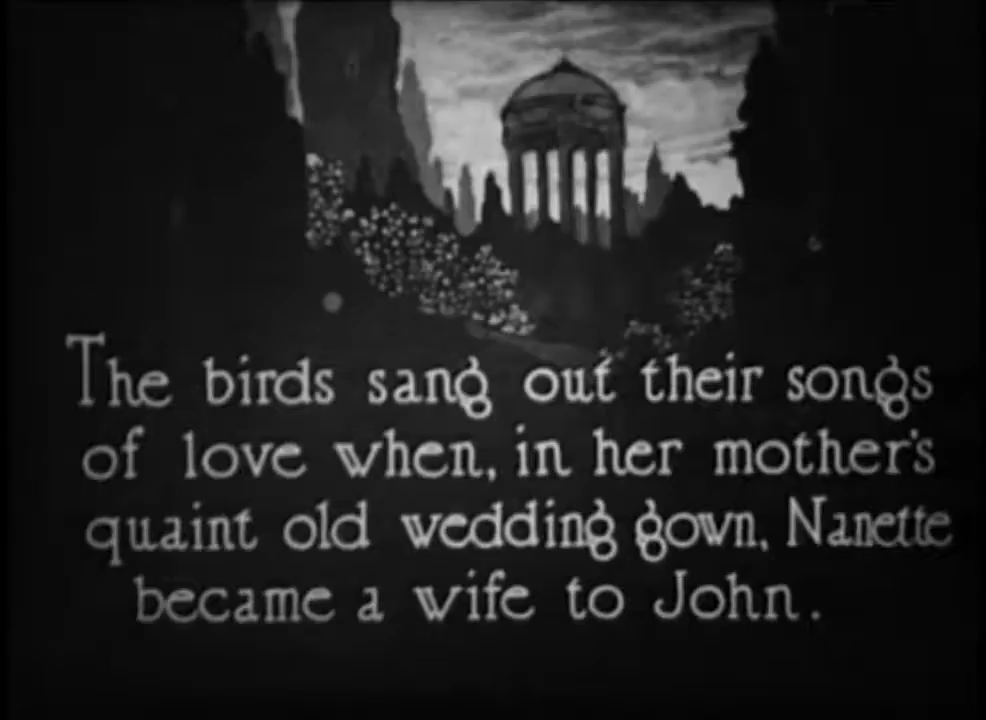 The birds sang out their songs
of love when, in her mother's
quaint old wedding gown, Nanette
became a wife to John.